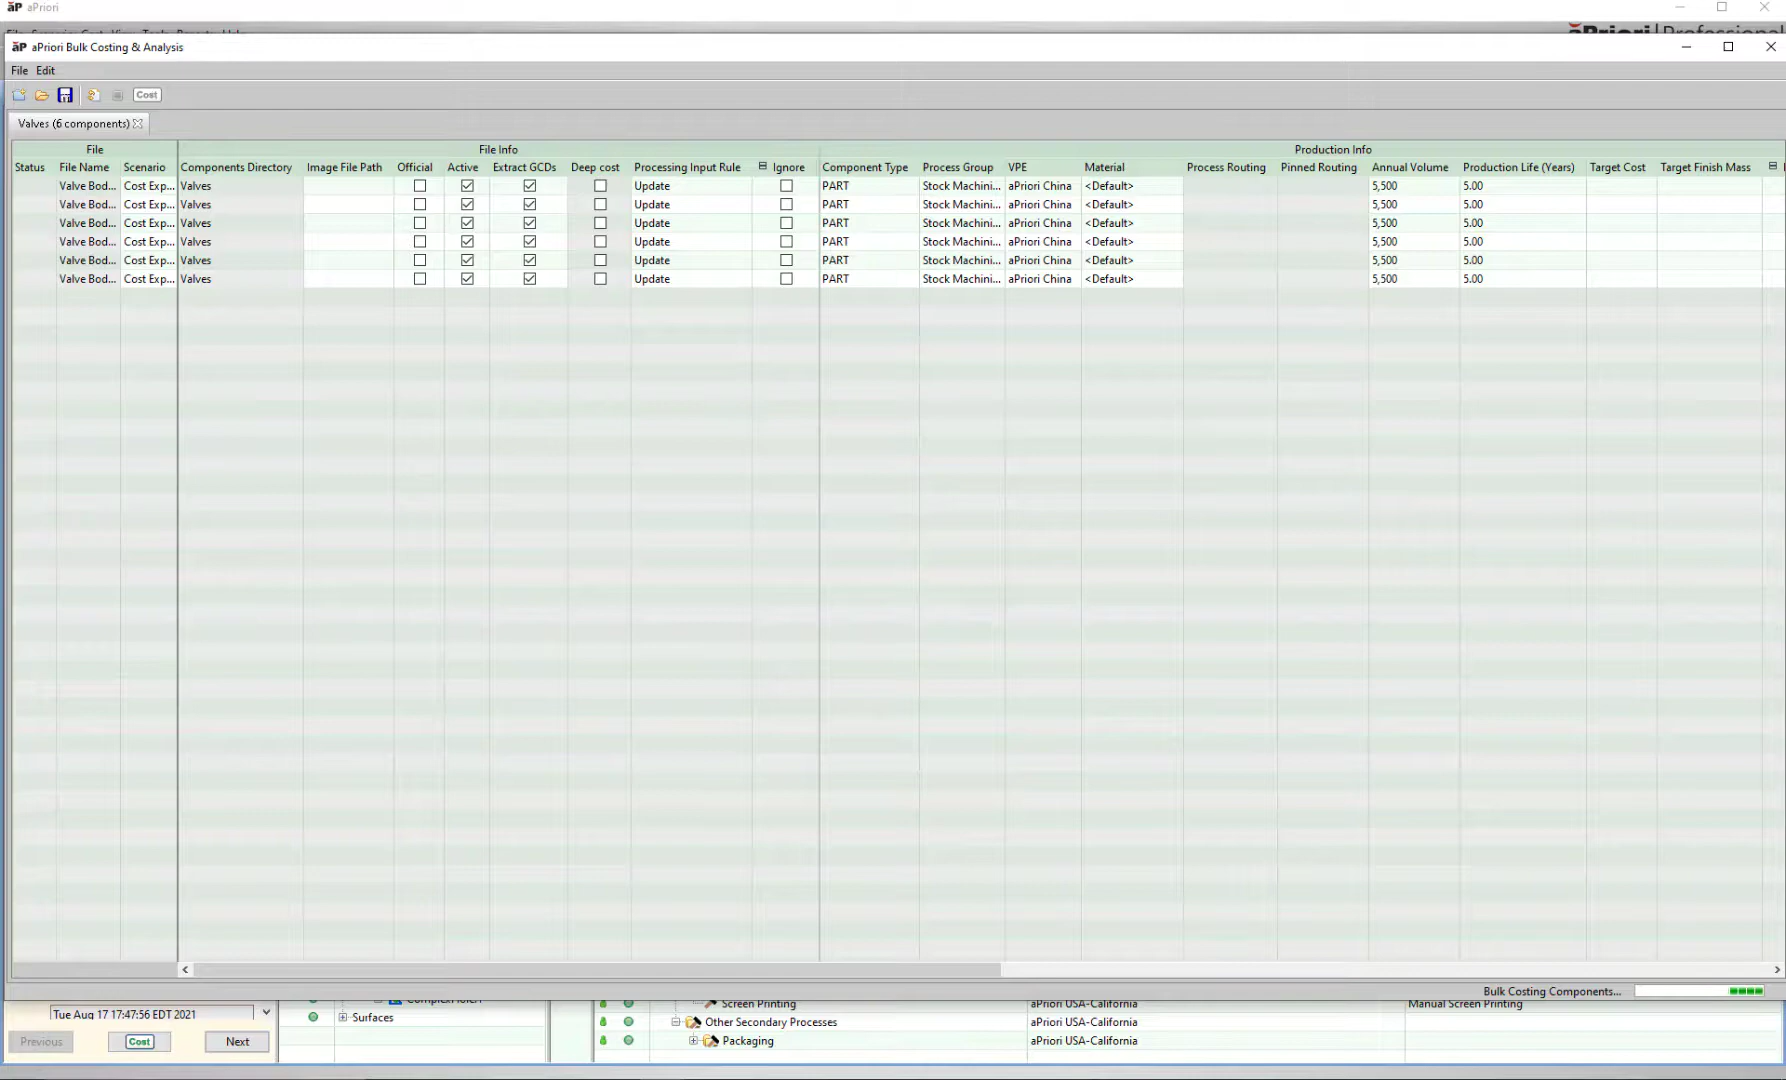 aP aPriori
aPriori | Professional
aP aPriori Bulk Costing & Analysis
File Edit
Cost
Valves (6 components)
File File Info Production Info
Status File Name Scenario Components Directory Image File Path Official Active Extract GCDs Deep cost Processing Input Rule Ignore Component Type Process Group VPE Material Process Routing Pinned Routing Annual Volume Production Life (Years) Target Cost Target Finish Mass
Valve Bod... Cost Exp... Valves Update PART Stock Machini... aPriori China <Default> 5,500 5.00
Valve Bod... Cost Exp... Valves Update PART Stock Machini... aPriori China <Default> 5,500 5.00
Valve Bod... Cost Exp... Valves Update PART Stock Machini... aPriori China <Default> 5,500 5.00
Valve Bod... Cost Exp... Valves Update PART Stock Machini... aPriori China <Default> 5,500 5.00
Valve Bod... Cost Exp... Valves Update PART Stock Machini... aPriori China <Default> 5,500 5.00
Valve Bod... Cost Exp... Valves Update PART Stock Machini... aPriori China <Default> 5,500 5.00
Bulk Costing Components...
Screen Printing aPriori USA-California Manual Screen Printing
Tue Aug 17 17:47:56 EDT 2021 Surfaces Other Secondary Processes aPriori USA-California
Previous Cost Next Packaging aPriori USA-California